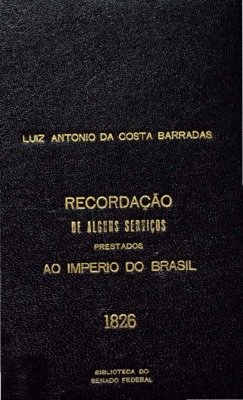 LUIZ ANTONIO DA COSTA BARRADAS
RECORDAÇÃO
DE ALGUNS SERVIÇOS
PRESTADOS
AO IMPERIO DO BRASIL
1826
BIBLIOTECA DO
SENADO FEDERAL